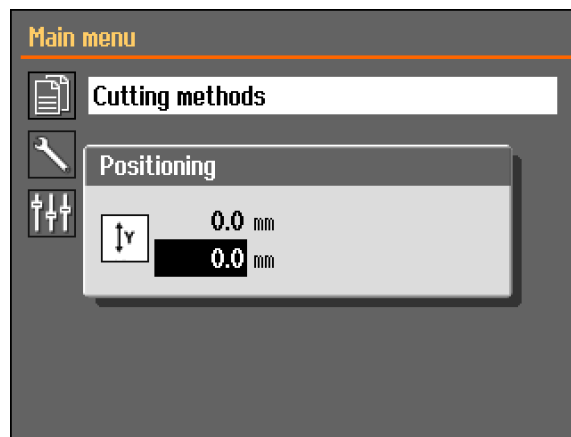 Main menu
Cutting methods
Positioning
Y 0.0 mm
0.0 mm